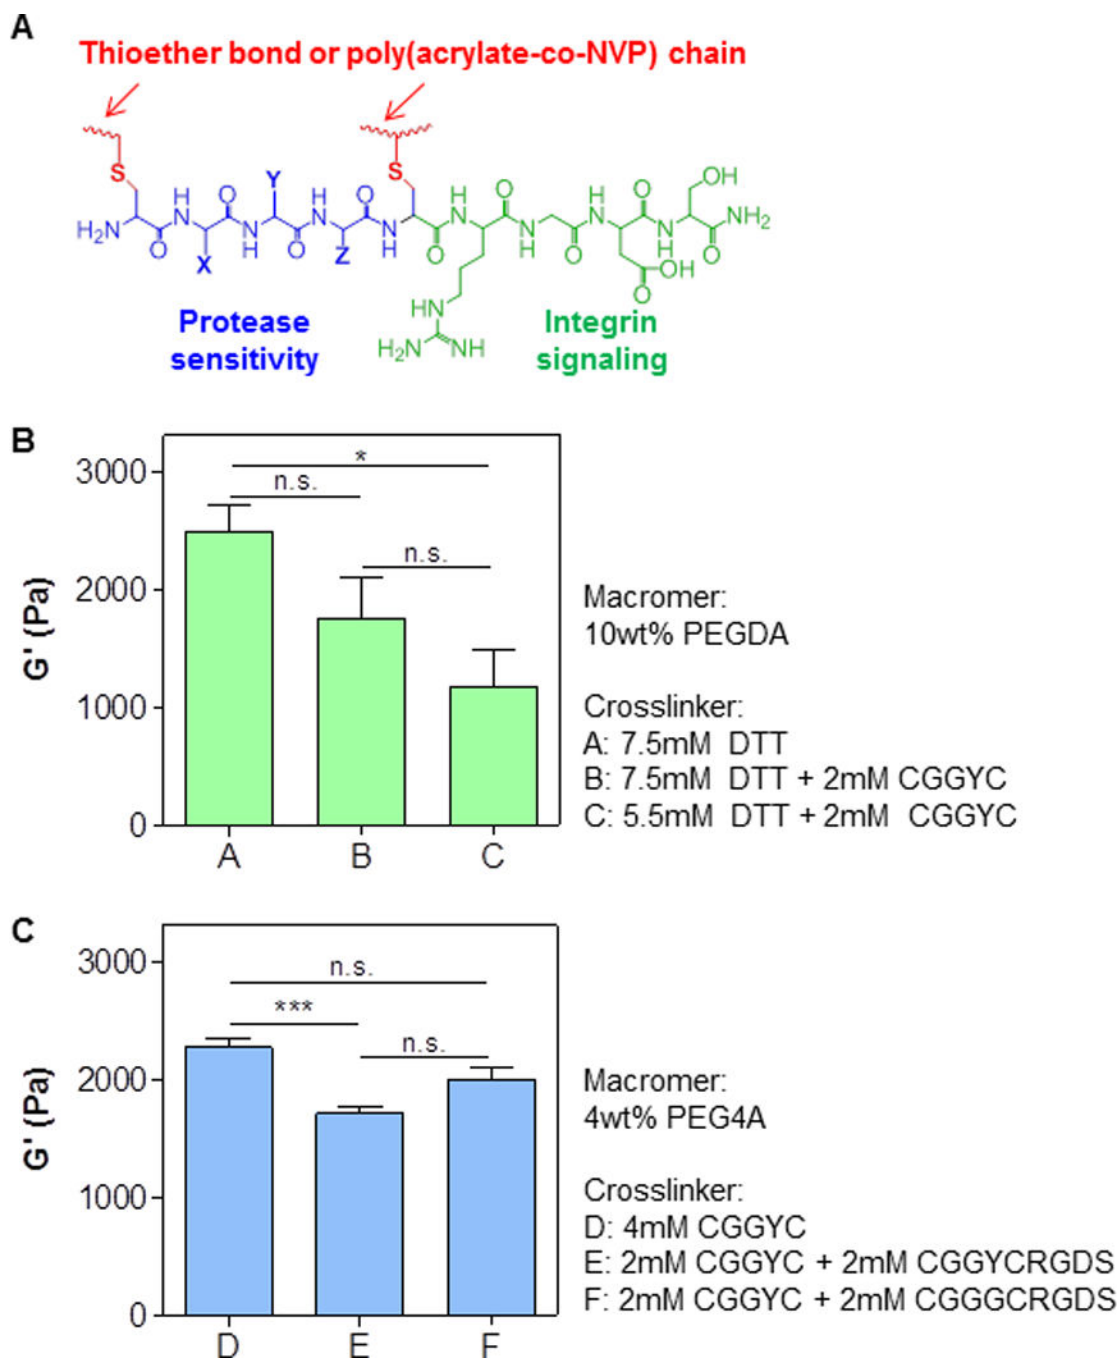 A
Thioether bond or poly(acrylate-co-NVP) chain
S
S
Y
OH
H
N
O
H
N
O
H
N
O
H
N
O
H2N
N
H
N
H
N
H
N
H
NH2
O
X
O
Z
O
O
O
OH
O
HN
H2N
NH
Protease
sensitivity
Integrin
signaling
B
G' (Pa)
3000
2000
1000
0
*
n.s.
n.s.
A
B
C
Macromer:
10wt% PEGDA
Crosslinker:
A: 7.5mM DTT
B: 7.5mM DTT + 2mM CGGYC
C: 5.5mM DTT + 2mM CGGYC
C
G' (Pa)
3000
2000
1000
0
n.s.
***
n.s.
D
E
F
Macromer:
4wt% PEG4A
Crosslinker:
D: 4mM CGGYC
E: 2mM CGGYC + 2mM CGGYCRGDS
F: 2mM CGGYC + 2mM CGGGCRGDS